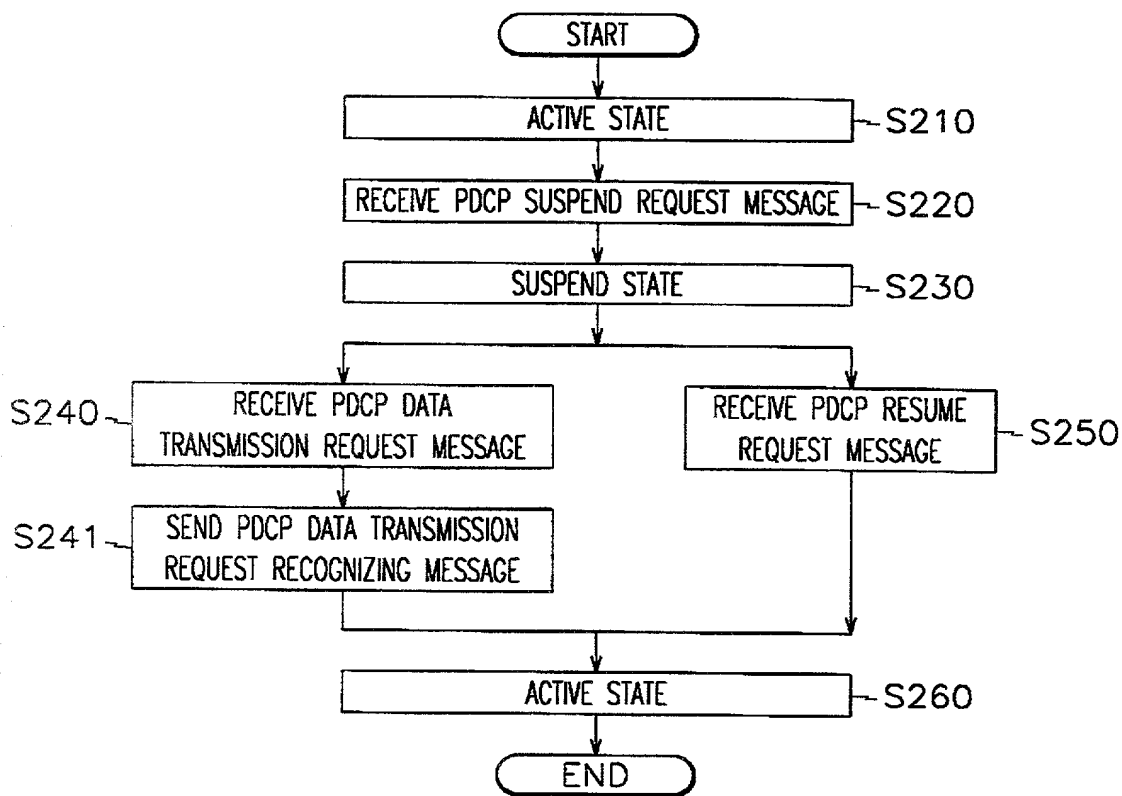 START
ACTIVE STATE
S210
RECEIVE PDCP SUSPEND REQUEST MESSAGE
S220
SUSPEND STATE
S230
S240
RECEIVE PDCP DATA
TRANSMISSION REQUEST MESSAGE
RECEIVE PDCP RESUME
REQUEST MESSAGE
S250
S241
SEND PDCP DATA TRANSMISSION
REQUEST RECOGNIZING MESSAGE
ACTIVE STATE
S260
END